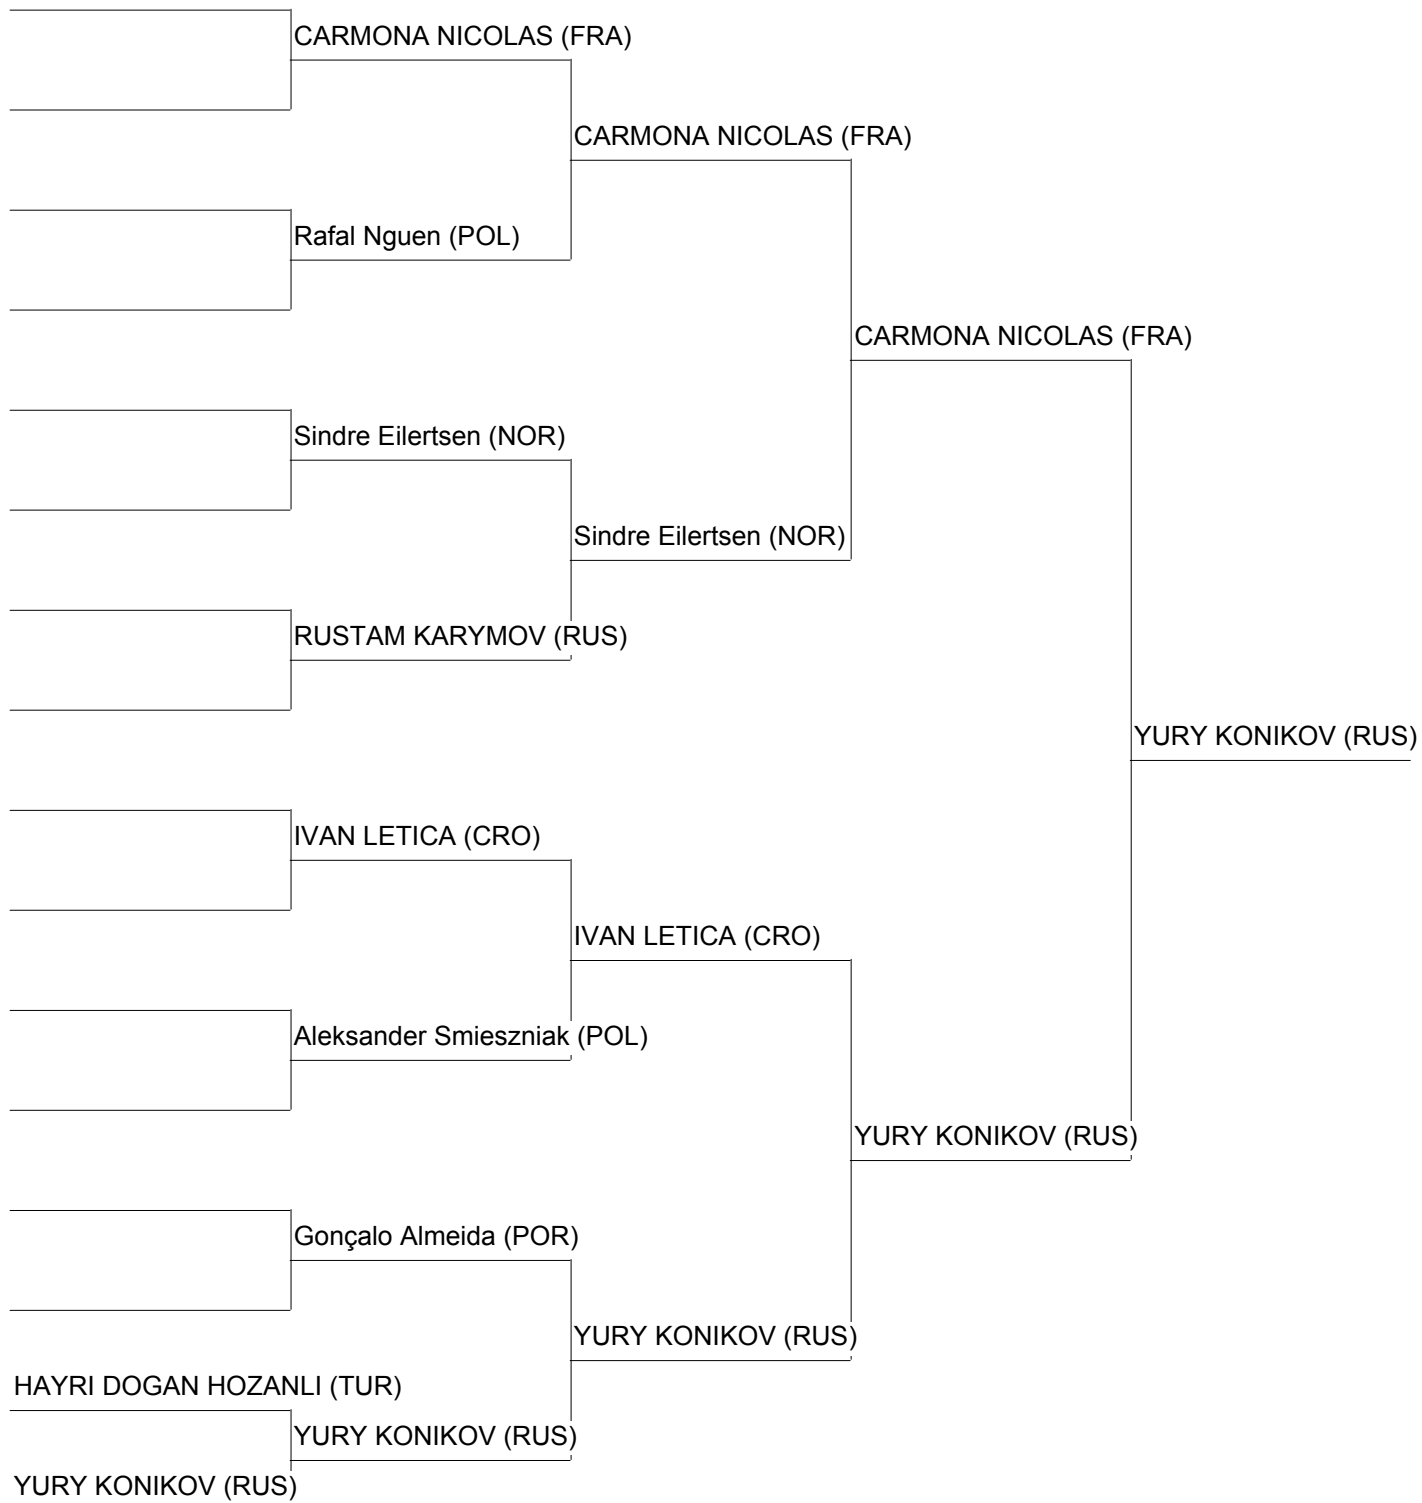 CARMONA NICOLAS (FRA)
CARMONA NICOLAS (FRA)
Rafal Nguen (POL)
CARMONA NICOLAS (FRA)
Sindre Eilertsen (NOR)
Sindre Eilertsen (NOR)
RUSTAM KARYMOV (RUS)
YURY KONIKOV (RUS)
IVAN LETICA (CRO)
IVAN LETICA (CRO)
Aleksander Smieszniak (POL)
YURY KONIKOV (RUS)
Gonçalo Almeida (POR)
YURY KONIKOV (RUS)
HAYRI DOGAN HOZANLI (TUR)
YURY KONIKOV (RUS)
YURY KONIKOV (RUS)